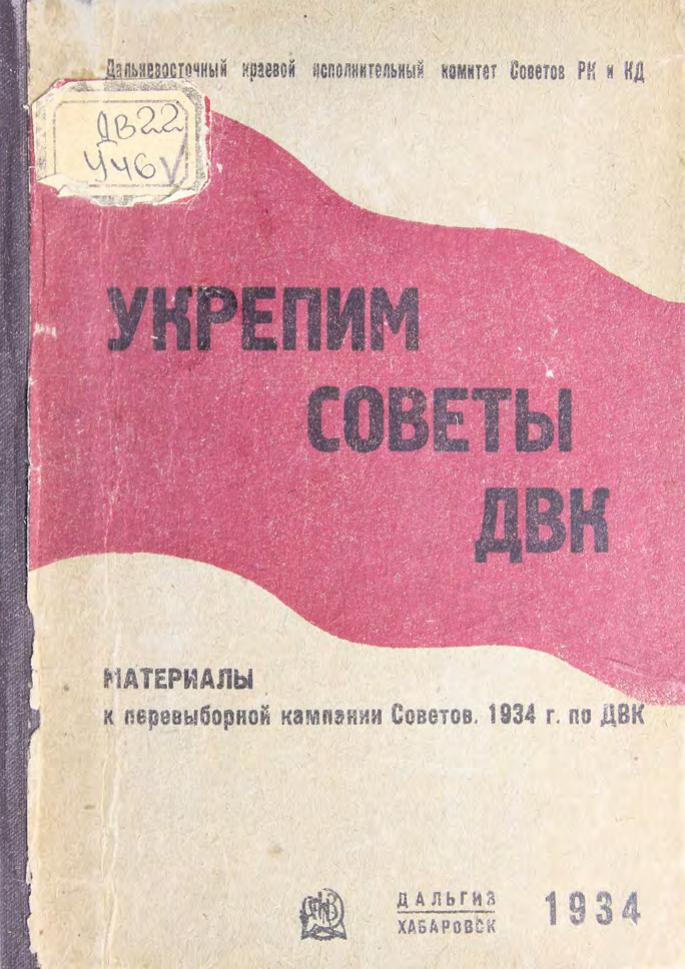 Дальневосточный краевой исполнительный комитет Советов РК и КД
ДВ22
У46
УКРЕПИМ
СОВЕТЫ
ДВК
МАТЕРИАЛЫ
к перевыборной кампании Советов. 1934 г. по ДВК
ДАЛЬГИЗ
ХАБАРОВСК
1934